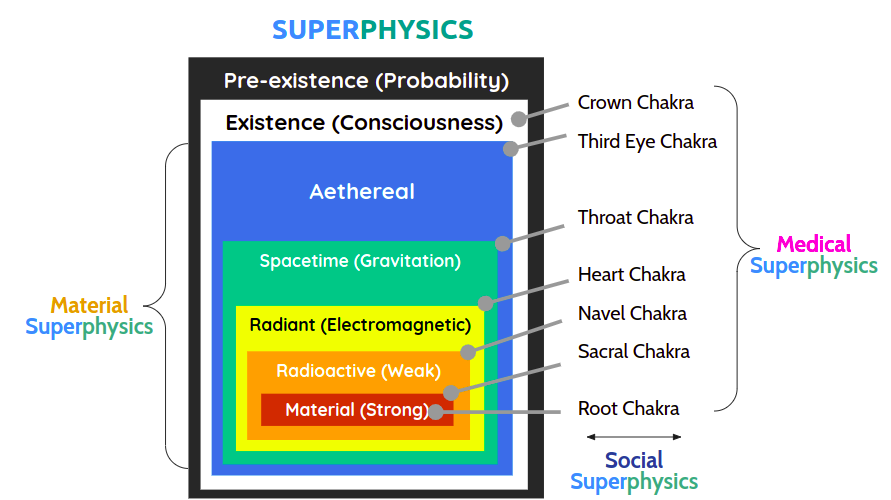 SUPERPHYSICS
Pre-existence (Probability)
Existence (Consciousness)
Aethereal
Spacetime (Gravitation)
Radiant (Electromagnetic)
Radioactive (Weak)
Material (Strong)
Material
Superphysics
Crown Chakra
Third Eye Chakra
Throat Chakra
Heart Chakra
Navel Chakra
Sacral Chakra
Root Chakra
Medical
Superphysics
Social
Superphysics